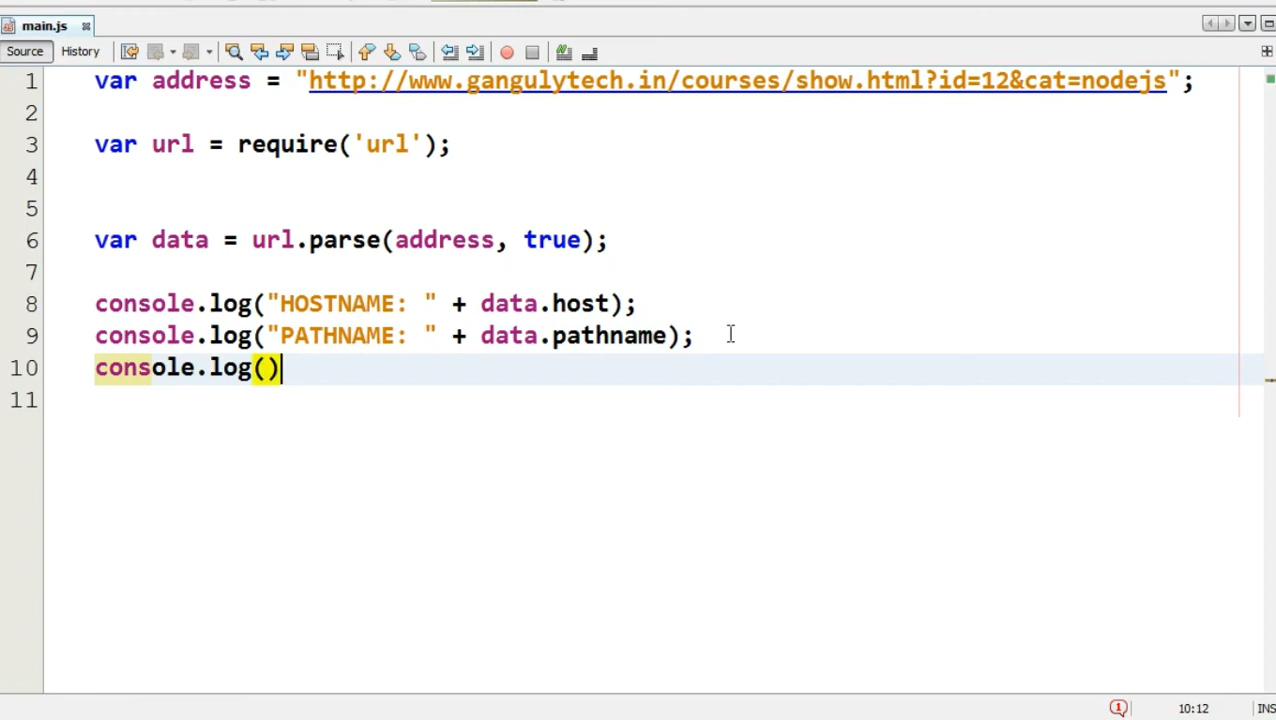 main.js
Source History
1 var address = "http://www.gangulytech.in/courses/show.html?id=12&cat=nodejs";
2
3 var url = require('url');
4
5
6 var data = url.parse(address, true);
7
8 console.log("HOSTNAME: " + data.host);
9 console.log("PATHNAME: " + data.pathname);
10 console.log()
11
1 10:12 INS